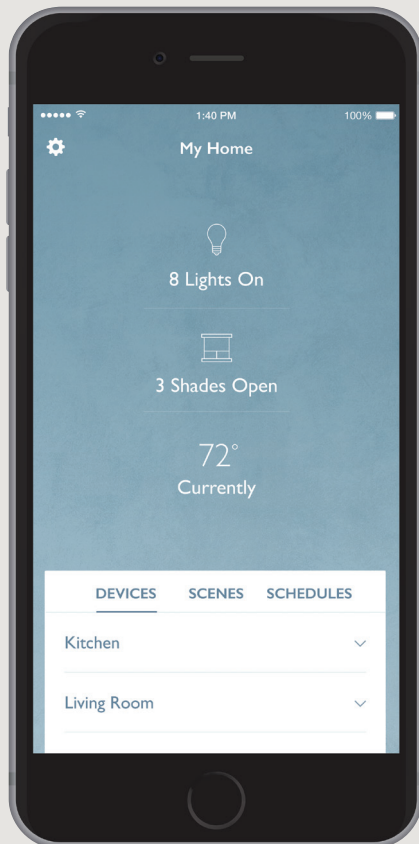 1:40 PM
100%
My Home
8 Lights On
3 Shades Open
72°
Currently
DEVICES SCENES SCHEDULES
Kitchen
Living Room